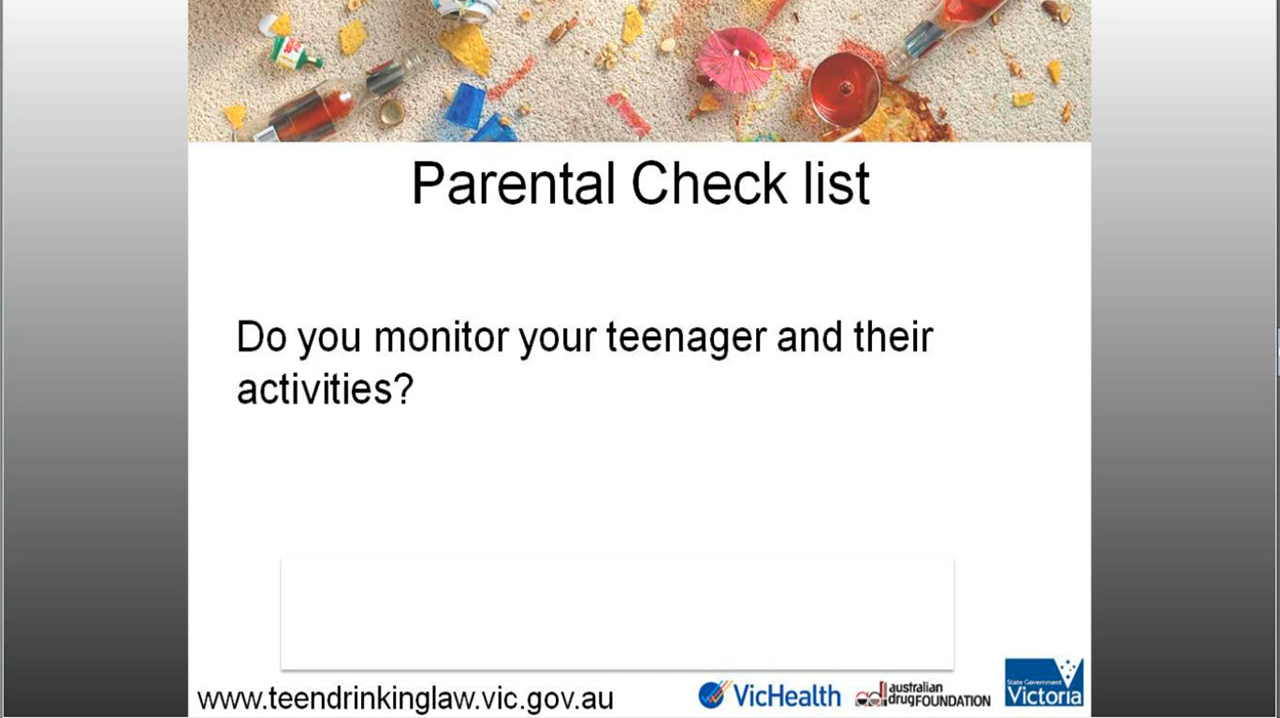 Parental Check list
Do you monitor your teenager and their
activities?
www.teendrinkinglaw.vic.gov.au
VicHealth
australian
drugFOUNDATION
State Government
Victoria